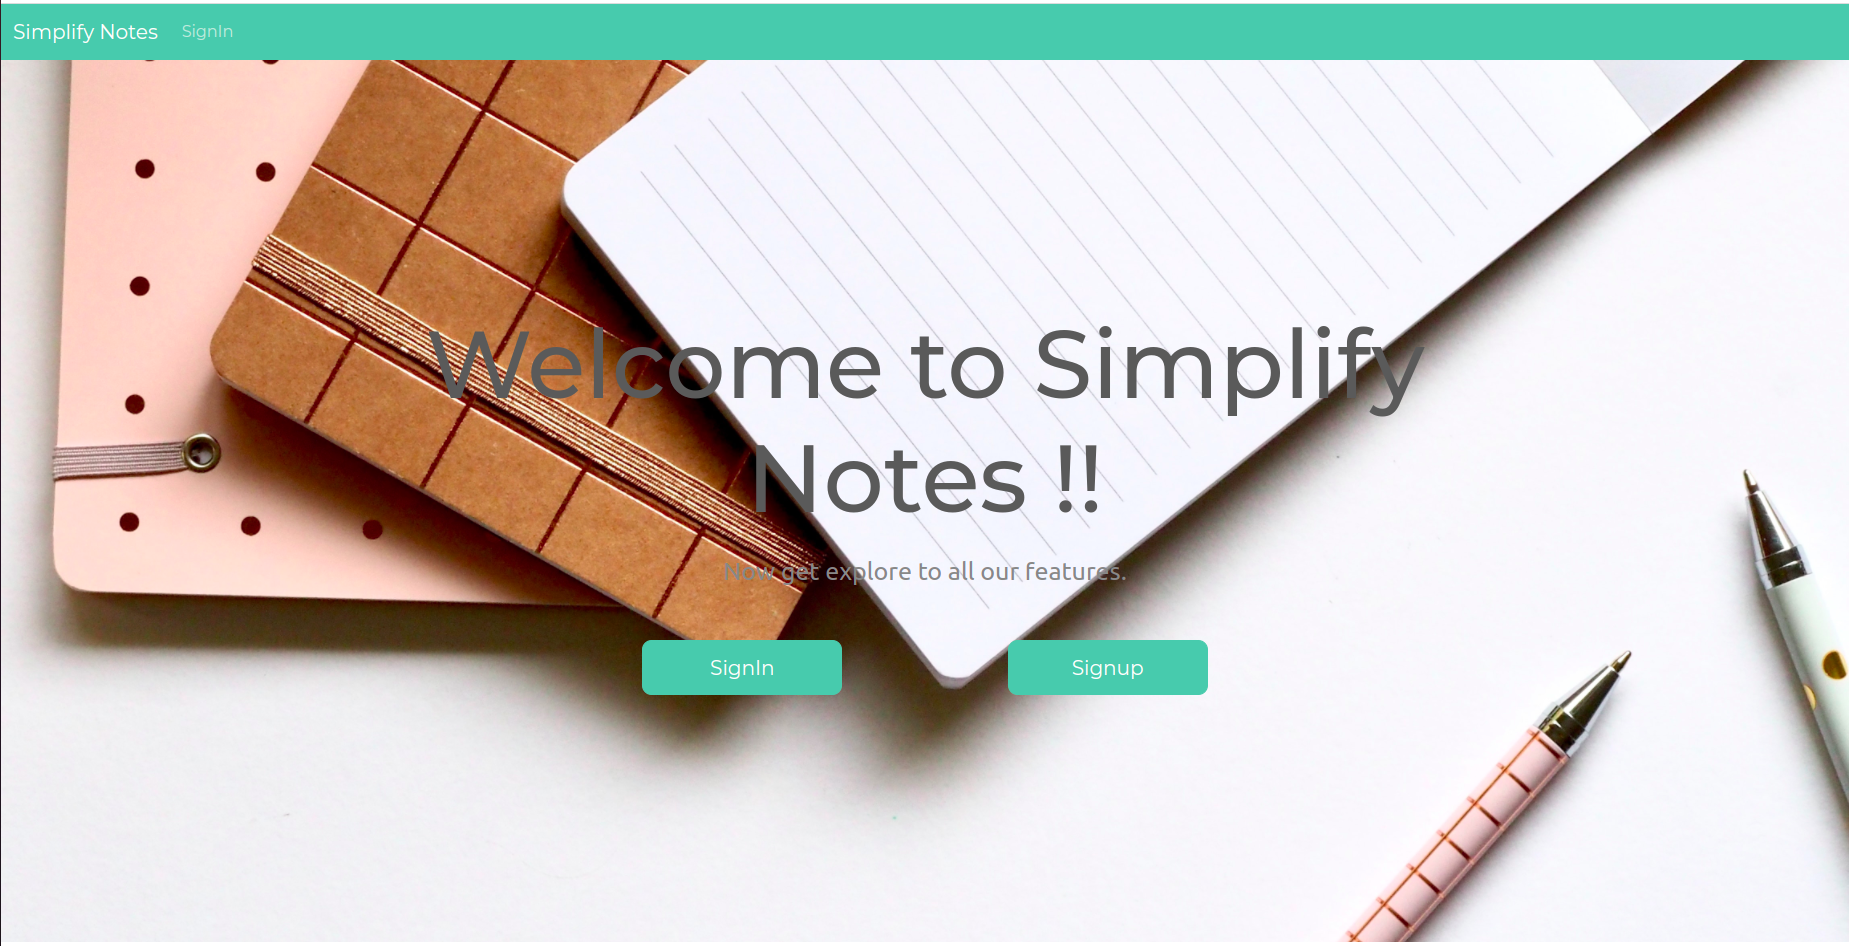 Simplify Notes SignIn
Welcome to Simplify
Notes !!
Now get explore to all our features.
SignIn Signup